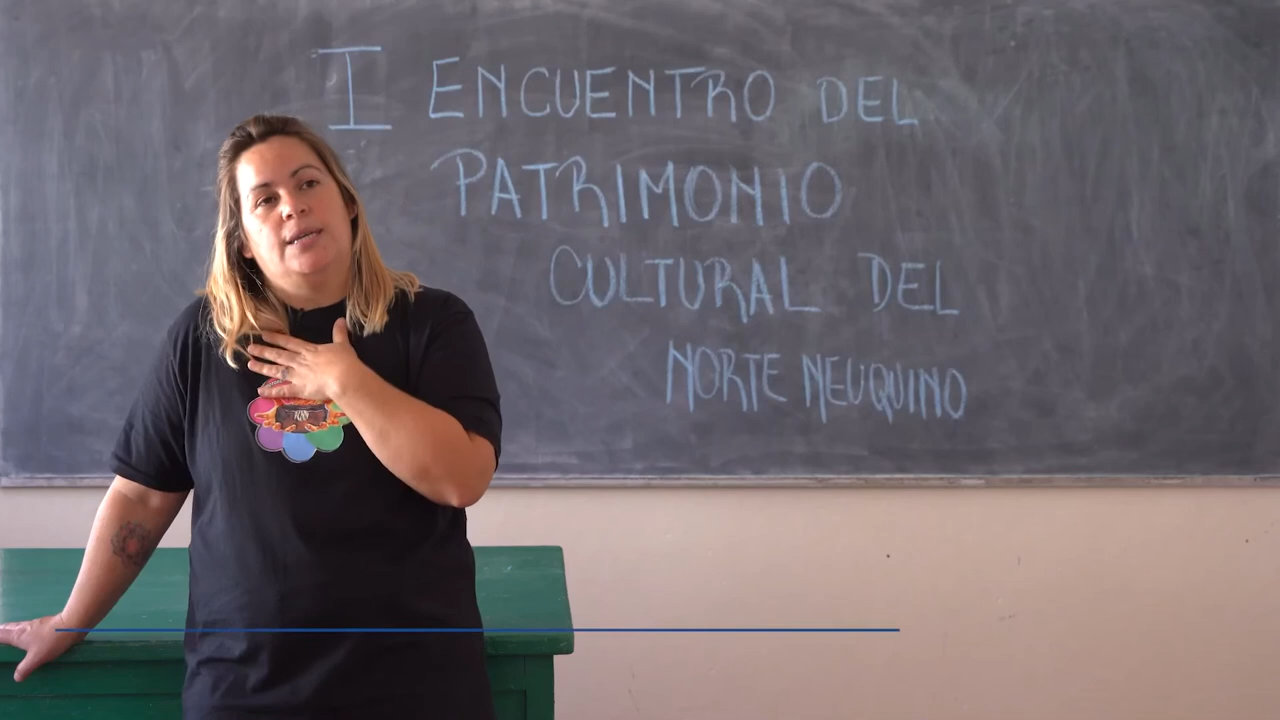 I ENCUENTRO DEL
PATRIMONIO
CULTURAL DEL
NORTE NEUQUINO